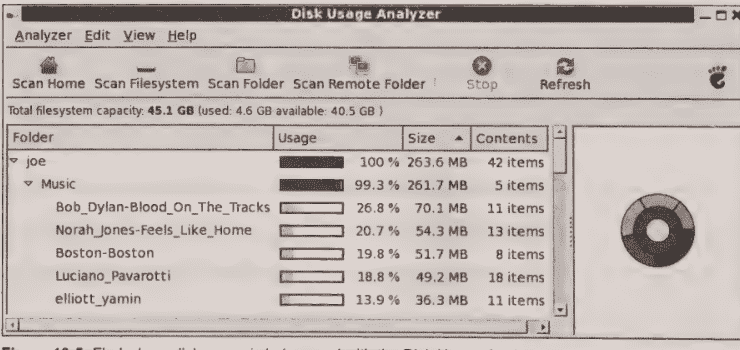 Disk Usage Analyzer
Analyzer Edit View Help
Scan Home Scan Filesystem Scan Folder Scan Remote Folder Stop Refresh
Total filesystem capacity: 45.1 GB (used: 4.6 GB available: 40.5 GB )
Folder Usage Size Contents
joe 100 % 263.6 MB 42 items
Music 99.3 % 261.7 MB 5 items
Bob_Dylan-Blood_On_The_Tracks 26.8 % 70.1 MB 11 items
Norah_Jones-Feels_Like_Home 20.7 % 54.3 MB 13 items
Boston-Boston 19.8 % 51.7 MB 8 items
Luciano_Pavarotti 18.8 % 49.2 MB 18 items
elliott_yamin 13.9 % 36.3 MB 11 items